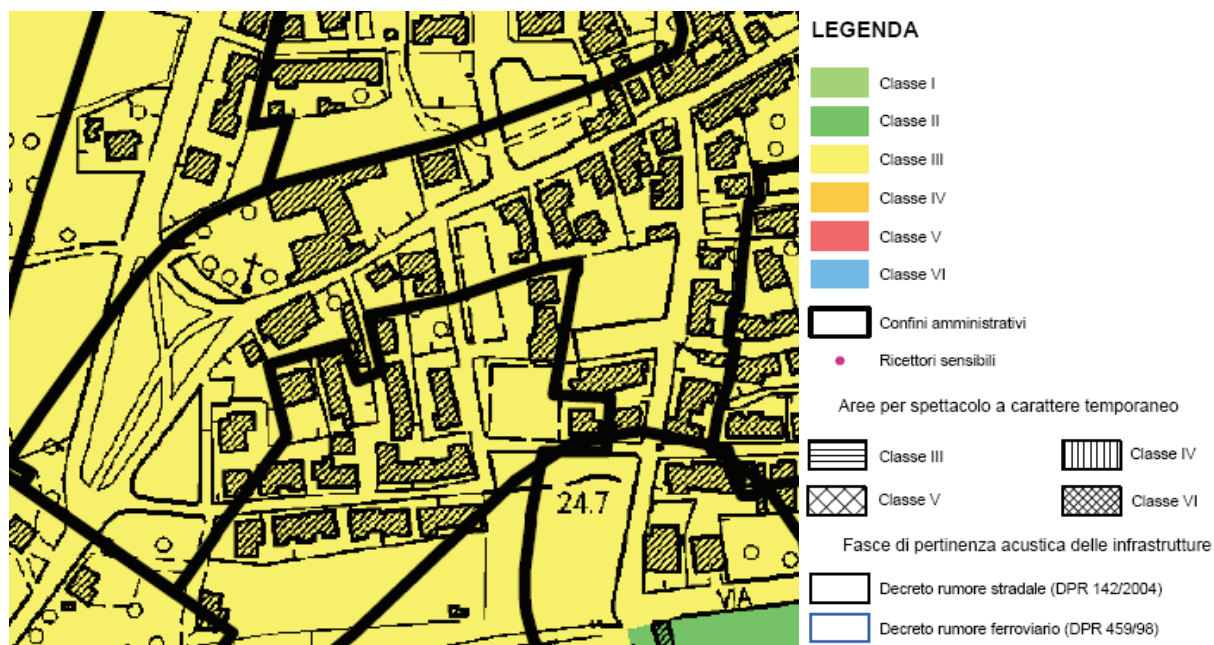 LEGENDA
Classe I
Classe II
Classe III
Classe IV
Classe V
Classe VI
Confini amministrativi
Ricettori sensibili
Aree per spettacolo a carattere temporaneo
Classe III
Classe IV
Classe V
Classe VI
Fasce di pertinenza acustica delle infrastrutture
Decreto rumore stradale (DPR 142/2004)
Decreto rumore ferroviario (DPR 459/98)
24.7
VIA